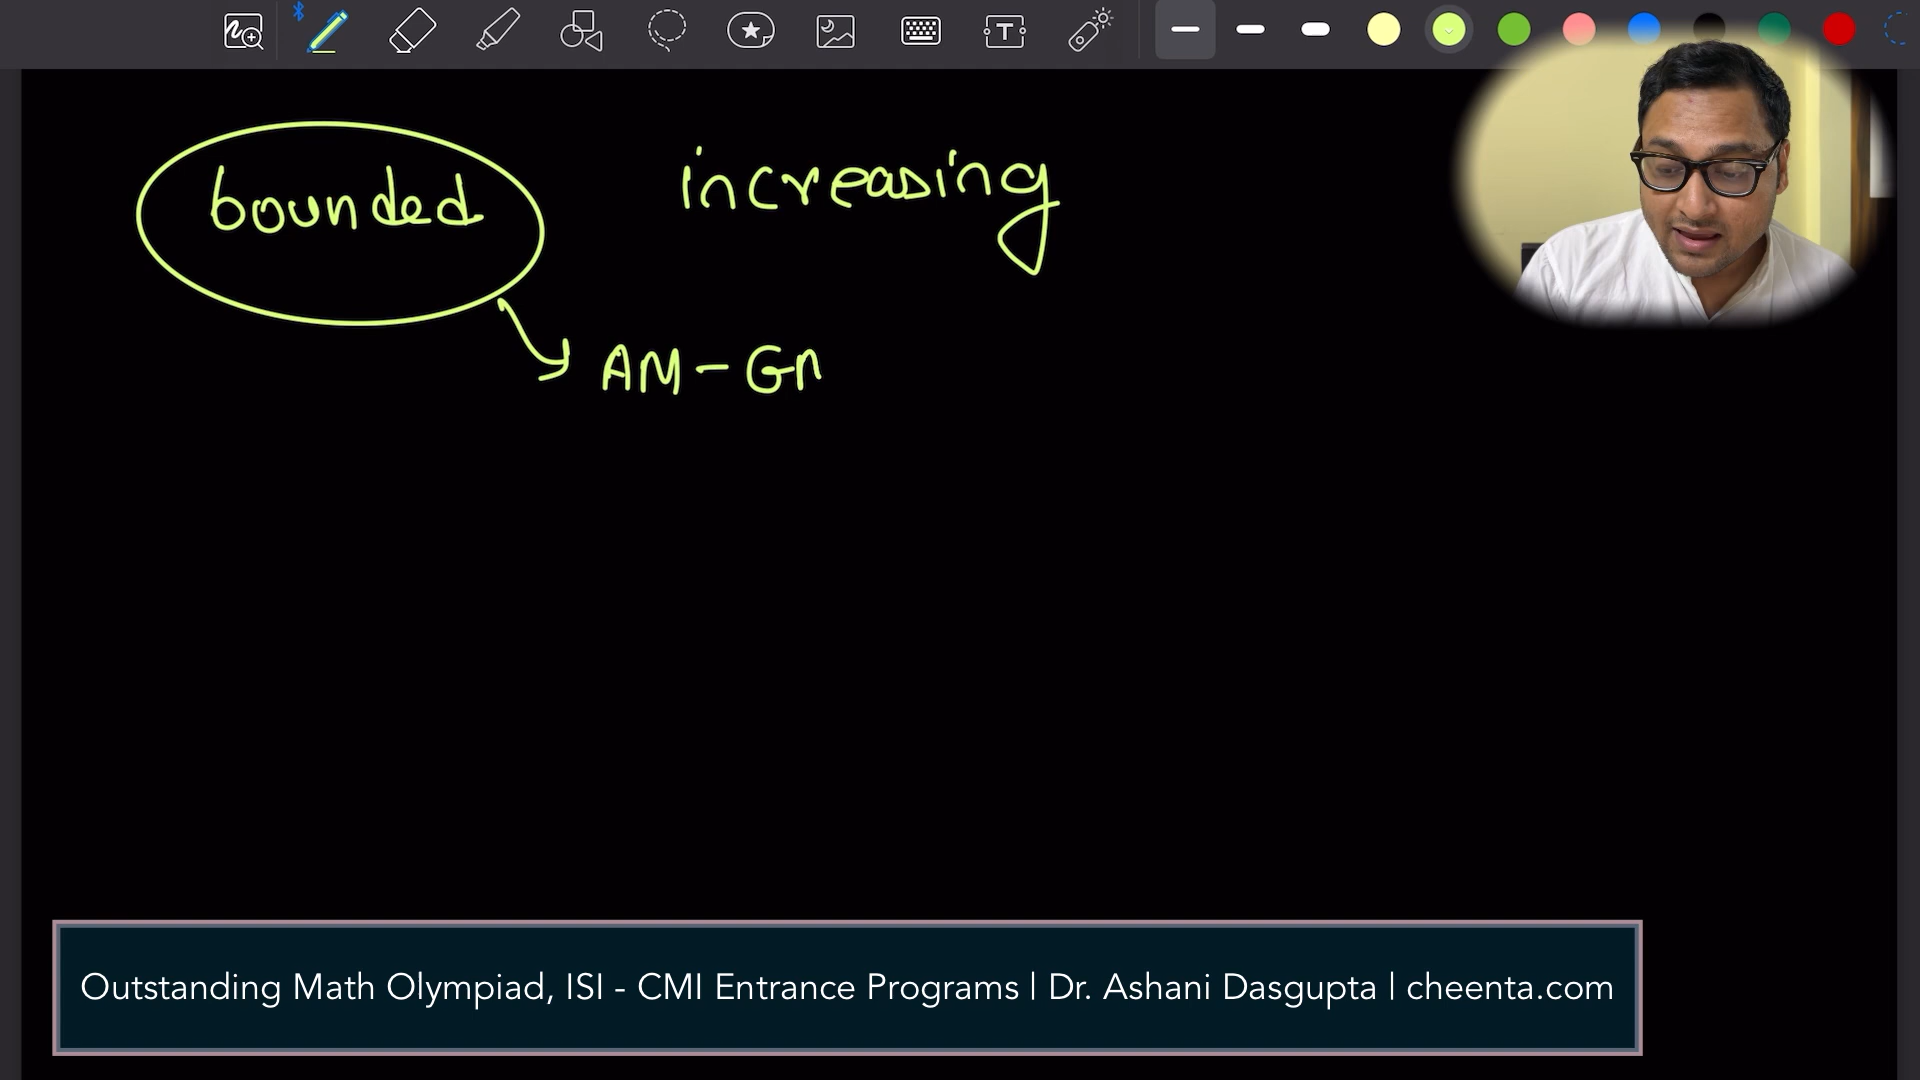 bounded
increasing
AM - GM
Outstanding Math Olympiad, ISI - CMI Entrance Programs | Dr. Ashani Dasgupta | cheenta.com